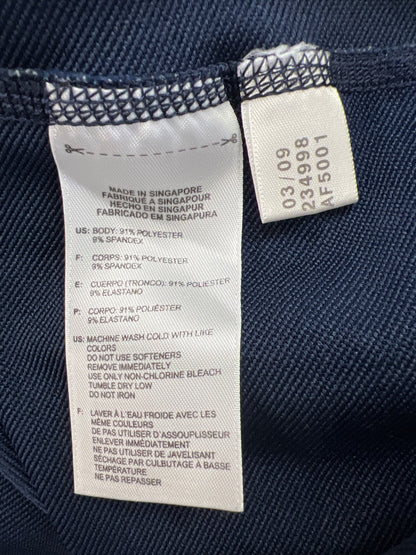 MADE IN SINGAPORE
FABRIQUÉ A SINGAPOUR
HECHO EN SINGAPUR
FABRICADO EM SINGAPURA
US: BODY: 91% POLYESTER
9% SPANDEX
F: CORPS: 91% POLYESTER
9% ELASTHANNE
E: CUERPO (TRONCO): 91% POLIÉSTER
9% ELASTANO
P: CORPO: 91% POLIÉSTER
9% ELASTANO
US: MACHINE WASH COLD WITH LIKE
COLORS
DO NOT USE SOFTENERS
REMOVE IMMEDIATELY
USE ONLY NON-CHLORINE BLEACH
TUMBLE DRY LOW
DO NOT IRON
F: LAVER À L'EAU FROIDE AVEC LES
MÊME COULEURS
NE PAS UTILISER D'ASSOUPLISSEUR
ENLEVER IMMÉDIATEMENT
NE PAS UTILISER DE JAVELISANT
SÉCHAGE PAR CULBUTAGE À BASSE
TEMPÉRATURE
NE PAS REPASSER
03/09
234998
AF5001